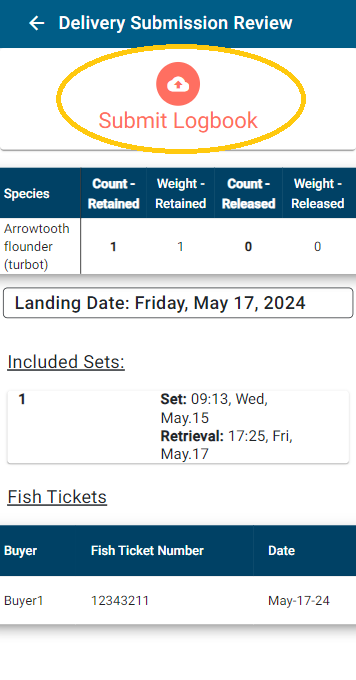 Delivery Submission Review
Submit Logbook
Species Count - Retained Weight - Retained Count - Released Weight - Released
Arrowtooth flounder (turbot) 1 1 0 0
Landing Date: Friday, May 17, 2024
Included Sets:
1 Set: 09:13, Wed,
May.15
Retrieval: 17:25, Fri,
May.17
Fish Tickets
Buyer Fish Ticket Number Date
Buyer1 12343211 May-17-24